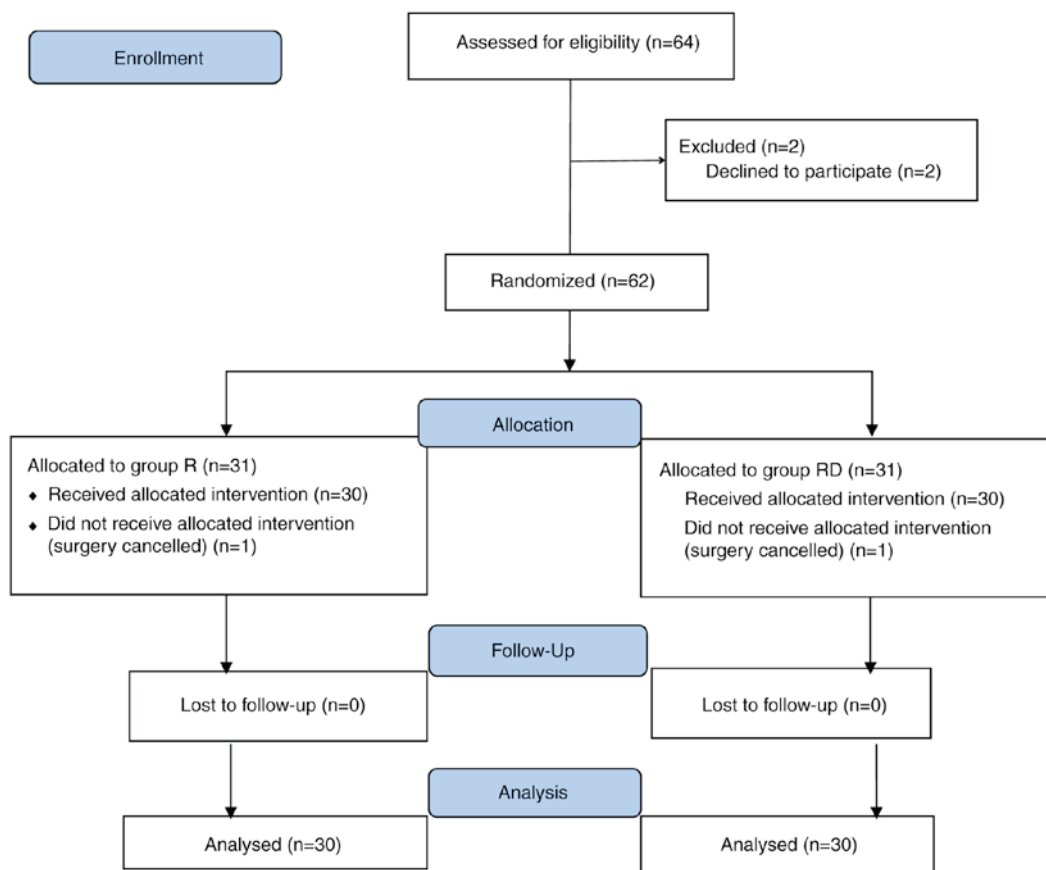 Enrollment
Assessed for eligibility (n=64)
Excluded (n=2)
Declined to participate (n=2)
Randomized (n=62)
Allocation
Allocated to group R (n=31)
♦ Received allocated intervention (n=30)
♦ Did not receive allocated intervention
(surgery cancelled) (n=1)
Allocated to group RD (n=31)
Received allocated intervention (n=30)
Did not receive allocated intervention
(surgery cancelled) (n=1)
Follow-Up
Lost to follow-up (n=0)
Lost to follow-up (n=0)
Analysis
Analysed (n=30)
Analysed (n=30)